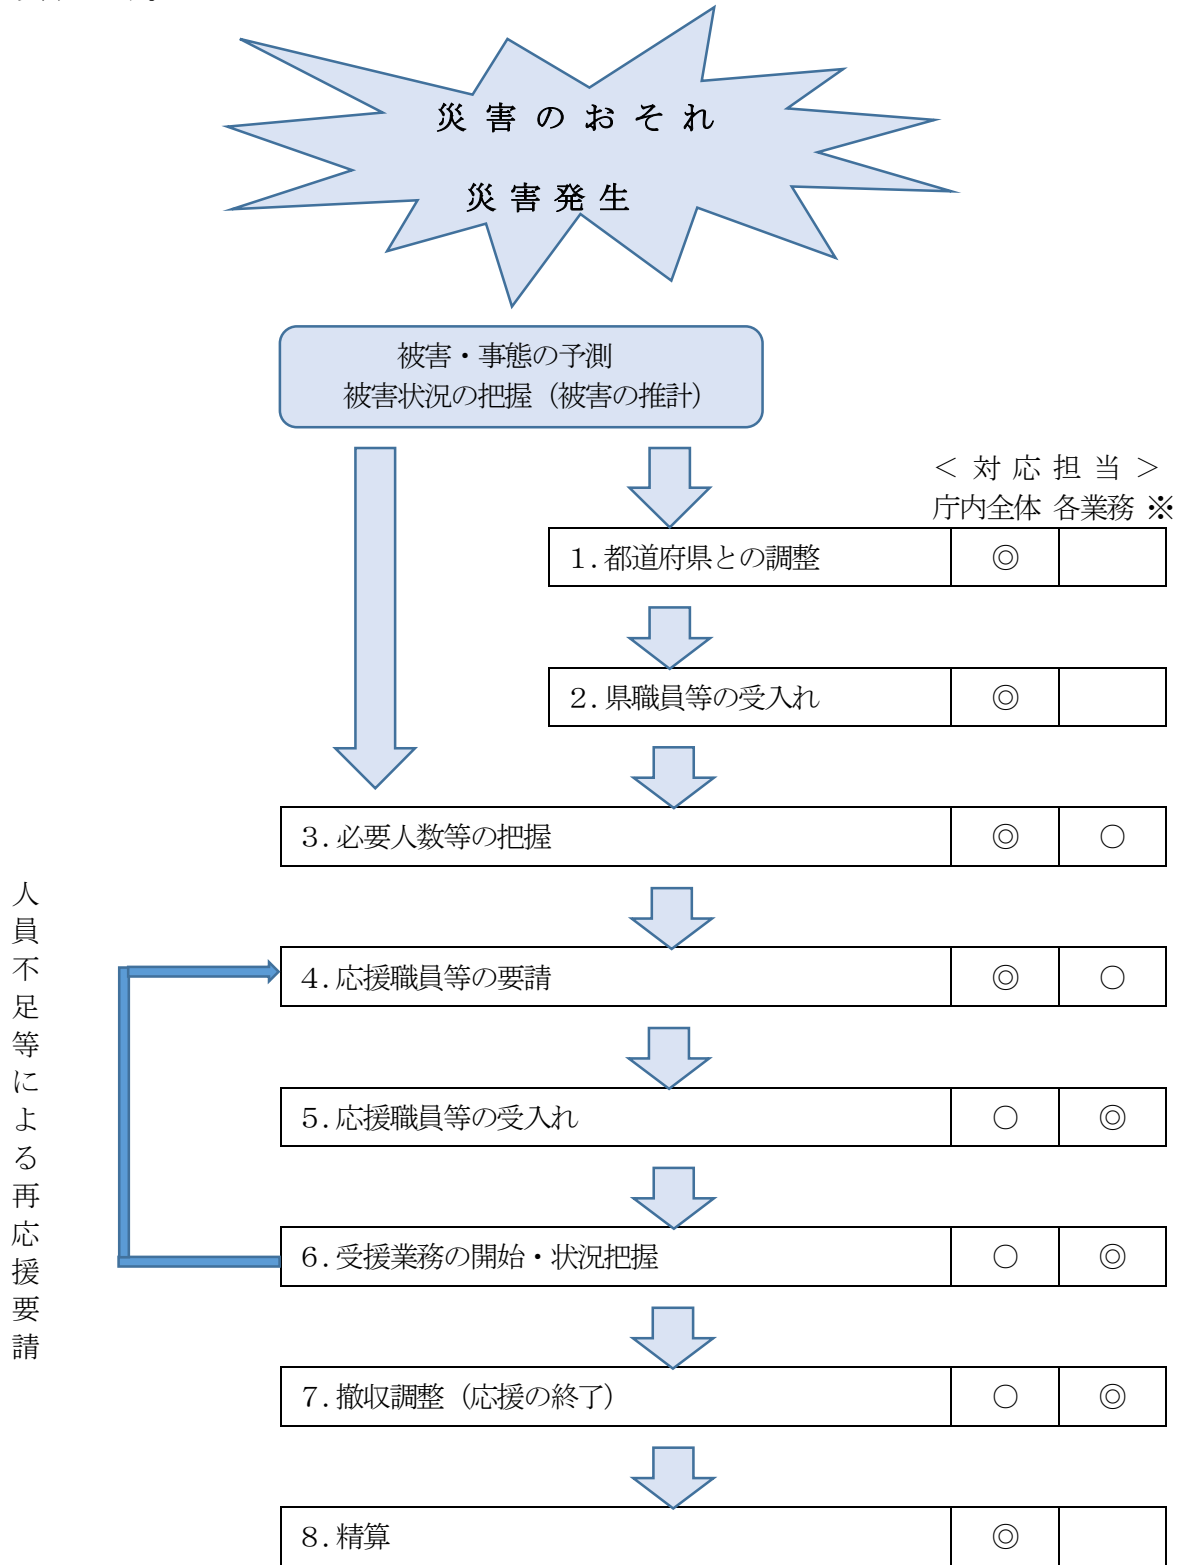 災害のおそれ
災害発生
被害・事態の予測
被害状況の把握（被害の推計）
＜対応担当＞
庁内全体 各業務 ※
１.都道府県との調整 ◎
２.県職員等の受入れ ◎
３.必要人数等の把握 ◎ ○
４.応援職員等の要請 ◎ ○
５.応援職員等の受入れ ○ ◎
６.受援業務の開始・状況把握 ○ ◎
７.撤収調整（応援の終了） ○ ◎
８.精算 ◎
人員不足等による再応援要請